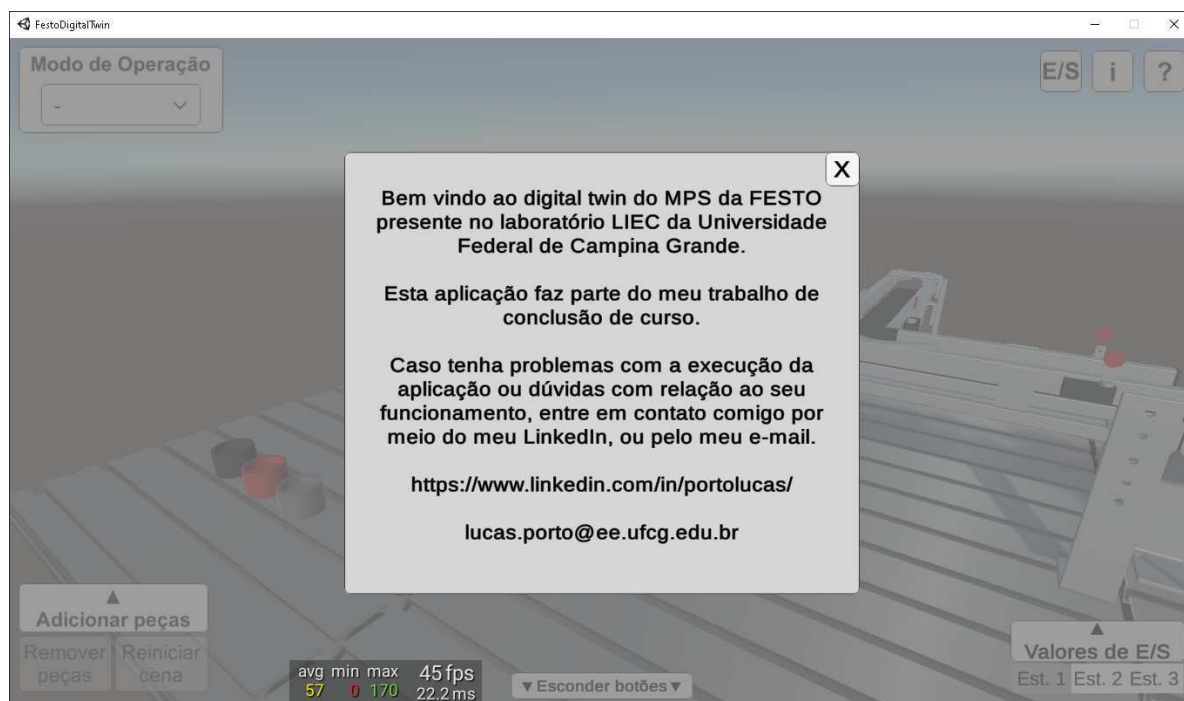 FestoDigitalTwin
Modo de Operação
-
E/S i ?
X
Bem vindo ao digital twin do MPS da FESTO
presente no laboratório LIEC da Universidade
Federal de Campina Grande.
Esta aplicação faz parte do meu trabalho de
conclusão de curso.
Caso tenha problemas com a execução da
aplicação ou dúvidas com relação ao seu
funcionamento, entre em contato comigo por
meio do meu LinkedIn, ou pelo meu e-mail.
https://www.linkedin.com/in/portolucas/
lucas.porto@ee.ufcg.edu.br
▲
Adicionar peças
Remover peças
Reiniciar cena
avg min max 45 fps
57 0 170 22.2 ms
▼ Esconder botões ▼
▲
Valores de E/S
Est. 1 Est. 2 Est. 3